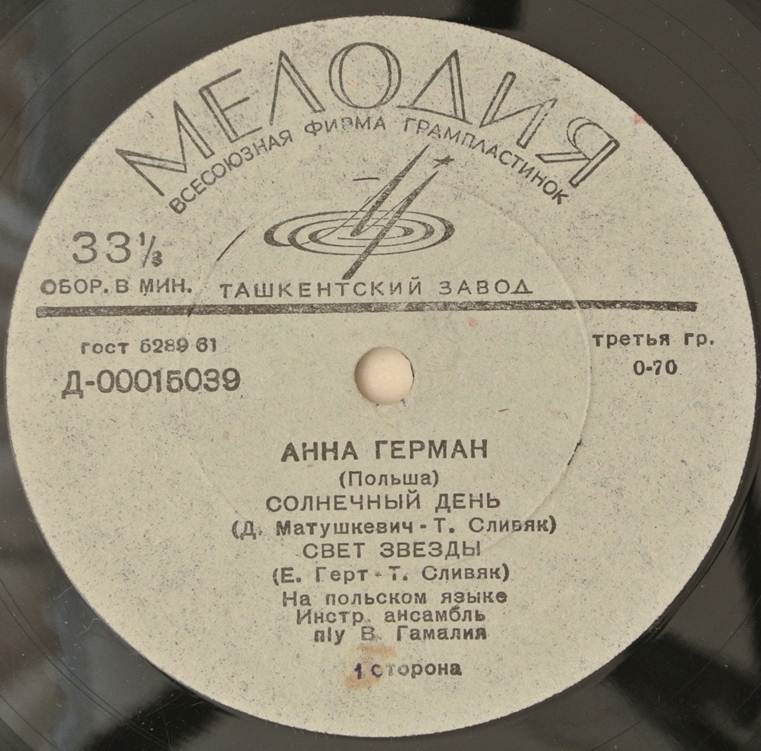 МЕЛОДИЯ
ВСЕСОЮЗНАЯ ФИРМА ГРАМПЛАСТИНОК
33⅓
ОБОР. В МИН. ТАШКЕНТСКИЙ ЗАВОД
гост 5289 61
третья гр.
Д-00015039
0-70
АННА ГЕРМАН
(Польша)
СОЛНЕЧНЫЙ ДЕНЬ
(Д. Матушкевич - Т. Сливяк)
СВЕТ ЗВЕЗДЫ
(Е. Герт - Т. Сливяк)
На польском языке
Инстр. ансамбль
п/у В. Гамалия
1 сторона